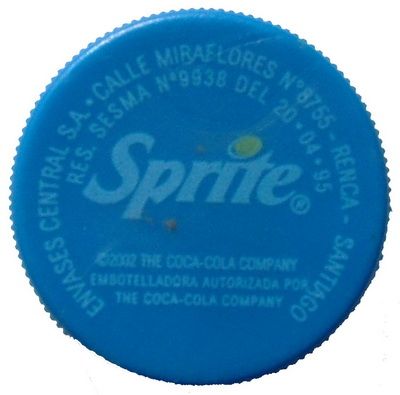 ENVASES CENTRAL S.A. • CALLE MIRAFLORES Nº8755 - RENCA - SANTIAGO
RES. SESMA Nº9938 DEL 20•04•95
Sprite®
©2002 THE COCA-COLA COMPANY
EMBOTELLADORA AUTORIZADA POR
THE COCA-COLA COMPANY